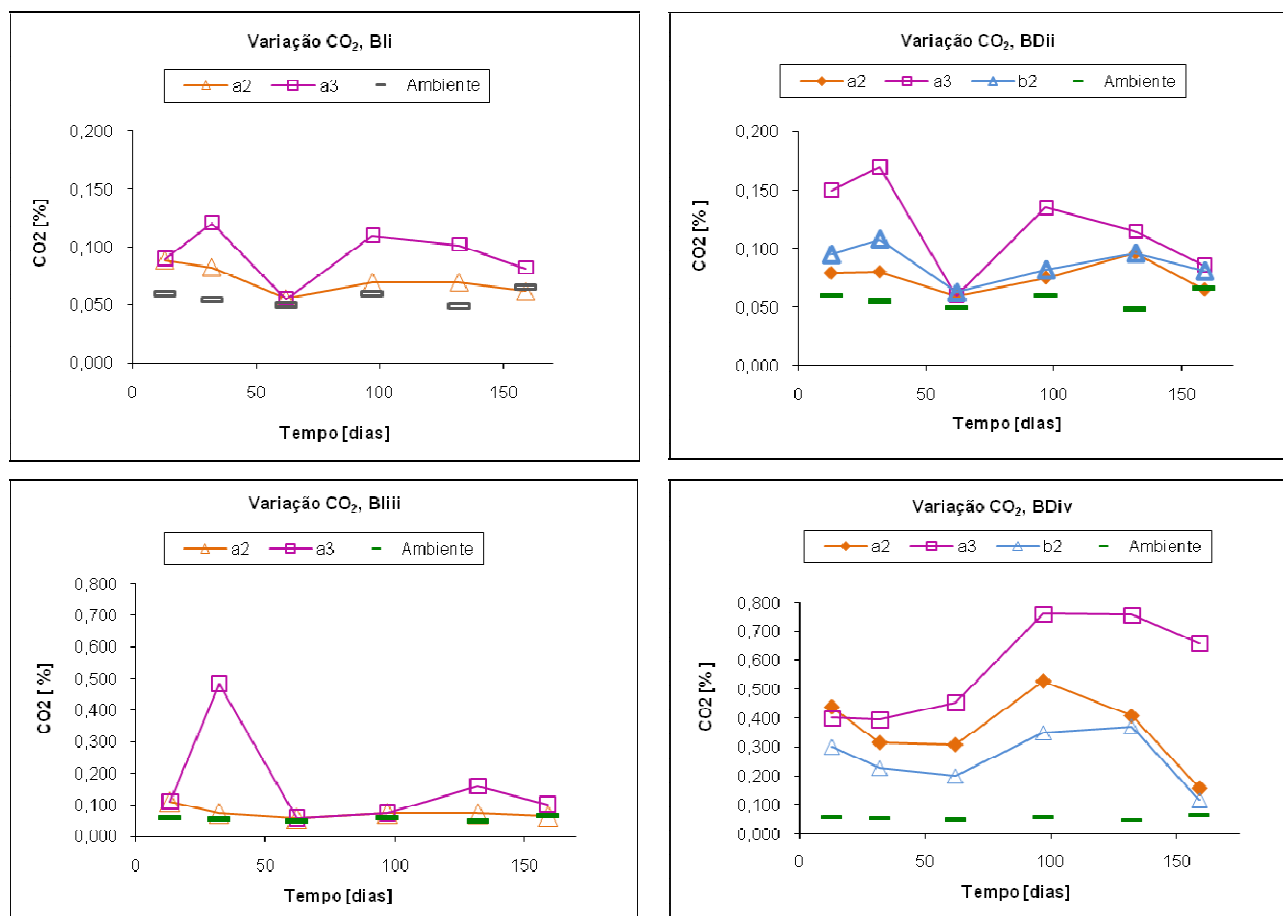 Variação CO₂, BIi
a2 a3 Ambiente
CO2 [%]
0,200
0,150
0,100
0,050
0,000
0 50 100 150
Tempo [dias]
Variação CO₂, BDii
a2 a3 b2 Ambiente
CO2 [% ]
0,200
0,150
0,100
0,050
0,000
0 50 100 150
Tempo [dias]
Variação CO₂, BIiii
a2 a3 Ambiente
CO2 [ %]
0,800
0,700
0,600
0,500
0,400
0,300
0,200
0,100
0,000
0 50 100 150
Tempo [dias]
Variação CO₂, BDiv
a2 a3 b2 Ambiente
CO2 [%]
0,800
0,700
0,600
0,500
0,400
0,300
0,200
0,100
0,000
0 50 100 150
Tempo [dias]